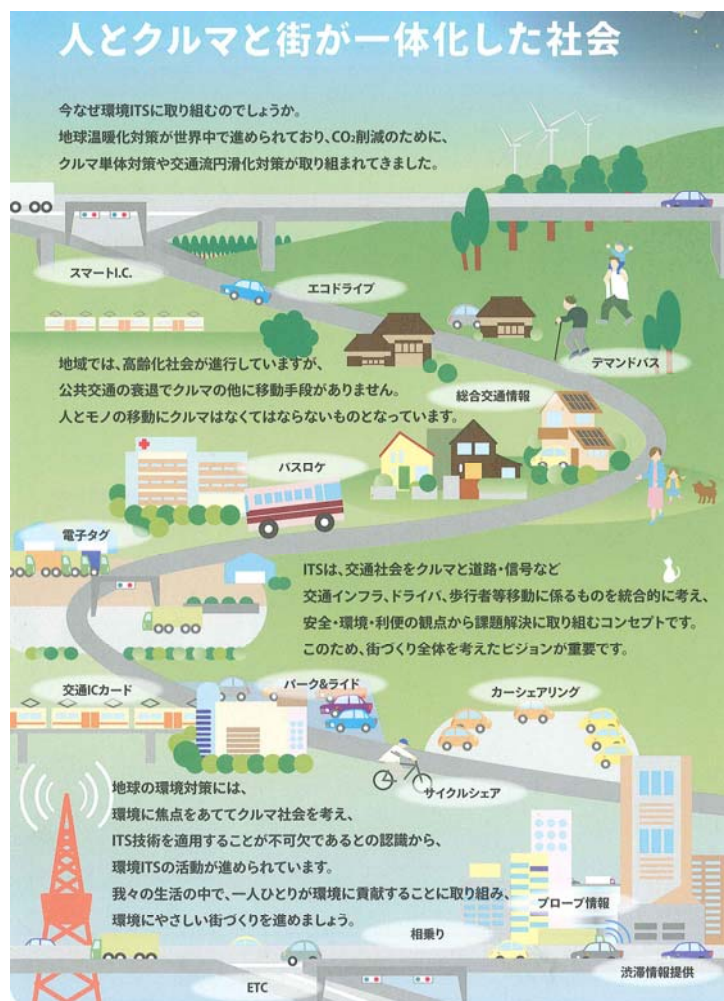 人とクルマと街が一体化した社会
今なぜ環境ITSに取り組むのでしょうか。
地球温暖化対策が世界中で進められており、CO₂削減のために、
クルマ単体対策や交通流円滑化対策が取り組まれてきました。
スマートI.C.
エコドライブ
デマンドバス
地域では、高齢化社会が進行していますが、
公共交通の衰退でクルマの他に移動手段がありません。
人とモノの移動にクルマはなくてはならないものとなっています。
総合交通情報
バスロケ
電子タグ
ITSは、交通社会をクルマと道路・信号など
交通インフラ、ドライバ、歩行者等移動に係るものを統合的に考え、
安全・環境・利便の観点から課題解決に取り組むコンセプトです。
このため、街づくり全体を考えたビジョンが重要です。
交通ICカード
パーク&ライド
カーシェアリング
サイクルシェア
地球の環境対策には、
環境に焦点をあててクルマ社会を考え、
ITS技術を適用することが不可欠であるとの認識から、
環境ITSの活動が進められています。
我々の生活の中で、一人ひとりが環境に貢献することに取り組み、
環境にやさしい街づくりを進めましょう。
プローブ情報
相乗り
渋滞情報提供
ETC